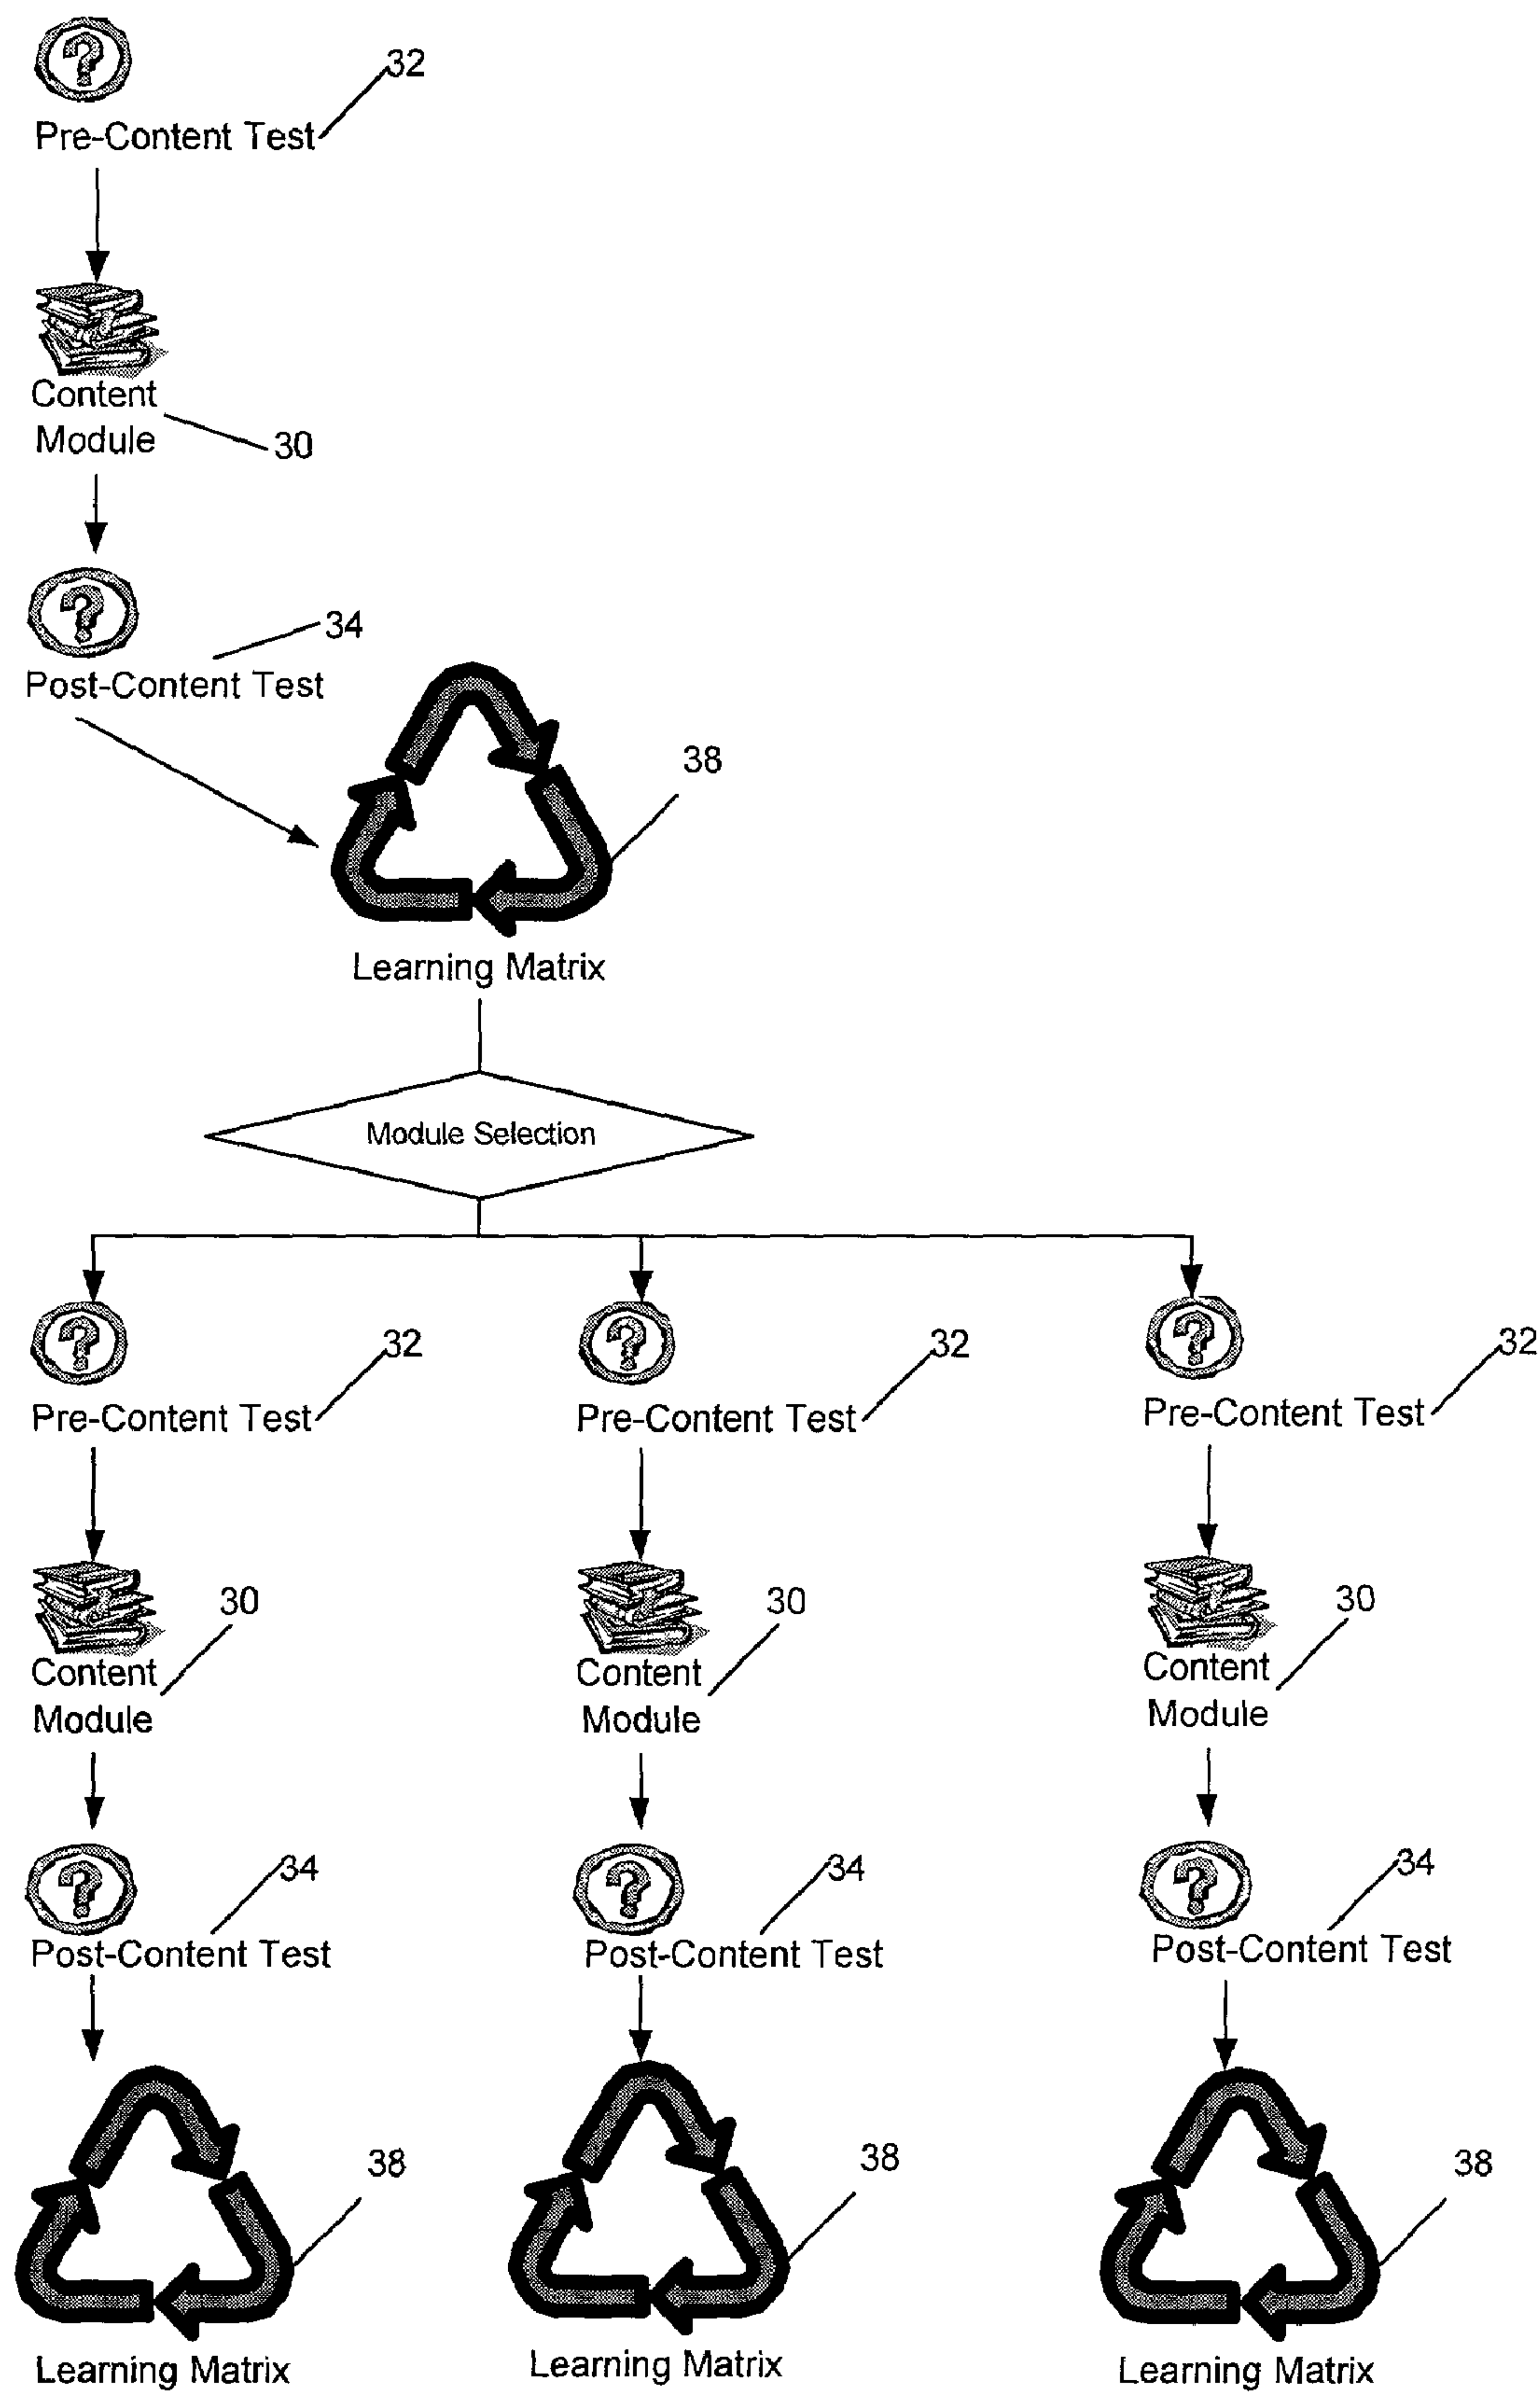 ?
32
Pre-Content Test
Content
Module
30
?
34
Post-Content Test
38
Learning Matrix
Module Selection
?
32
?
32
?
32
Pre-Content Test
Pre-Content Test
Pre-Content Test
30
30
30
Content
Module
Content
Module
Content
Module
?
34
?
34
?
34
Post-Content Test
Post-Content Test
Post-Content Test
38
38
38
Learning Matrix
Learning Matrix
Learning Matrix